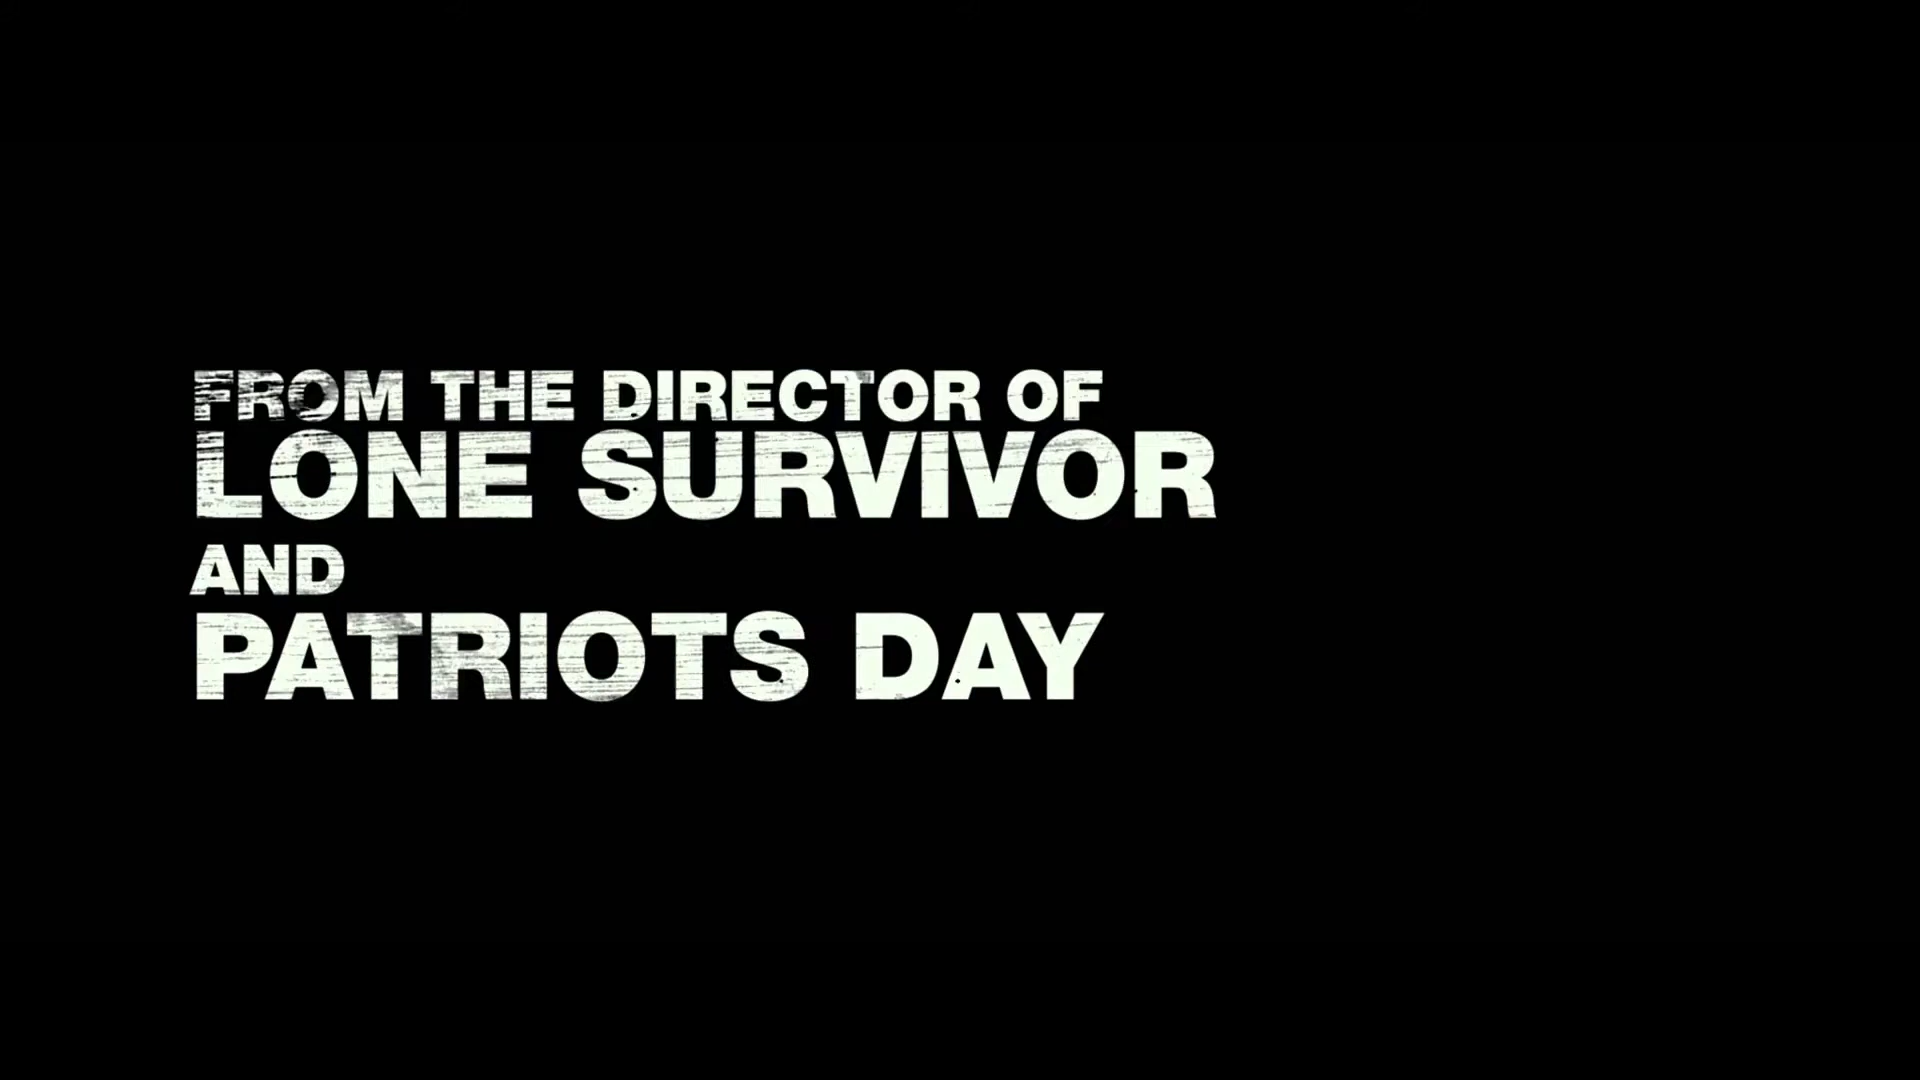 FROM THE DIRECTOR OF
LONE SURVIVOR
AND
PATRIOTS DAY